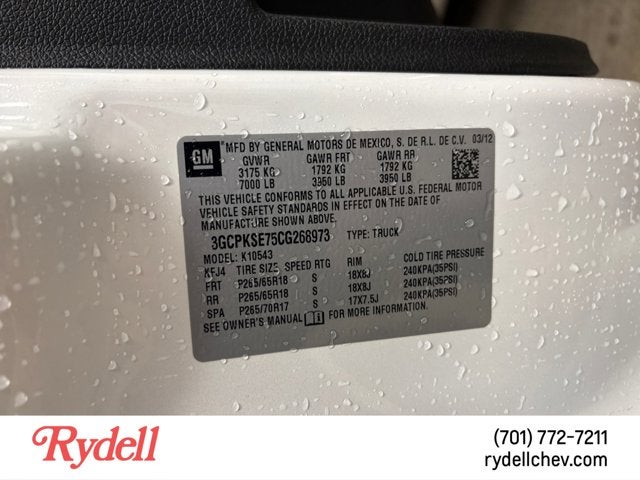 GM
MFD BY GENERAL MOTORS DE MEXICO, S. DE R.L. DE C.V. 03/12
GVWR GAWR FRT GAWR RR
3175 KG 1792 KG 1792 KG
7000 LB 3950 LB 3950 LB
THIS VEHICLE CONFORMS TO ALL APPLICABLE U.S. FEDERAL MOTOR
VEHICLE SAFETY STANDARDS IN EFFECT ON THE DATE OF
MANUFACTURE SHOWN ABOVE.
3GCPKSE75CG266973 TYPE: TRUCK
MODEL: K10543
KFJ4 TIRE SIZE SPEED RTG RIM COLD TIRE PRESSURE
FRT P265/65R18 S 18X8J 240KPA(35PSI)
RR P265/65R18 S 18X8J 240KPA(35PSI)
SPA P265/70R17 S 17X7.5J 240KPA(35PSI)
SEE OWNER'S MANUAL FOR MORE INFORMATION.
Rydell
(701) 772-7211
rydellchev.com